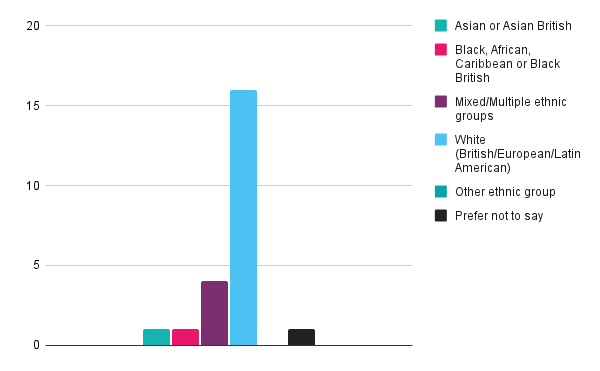 20
15
10
5
0
Asian or Asian British
Black, African,
Caribbean or Black
British
Mixed/Multiple ethnic
groups
White
(British/European/Latin
American)
Other ethnic group
Prefer not to say